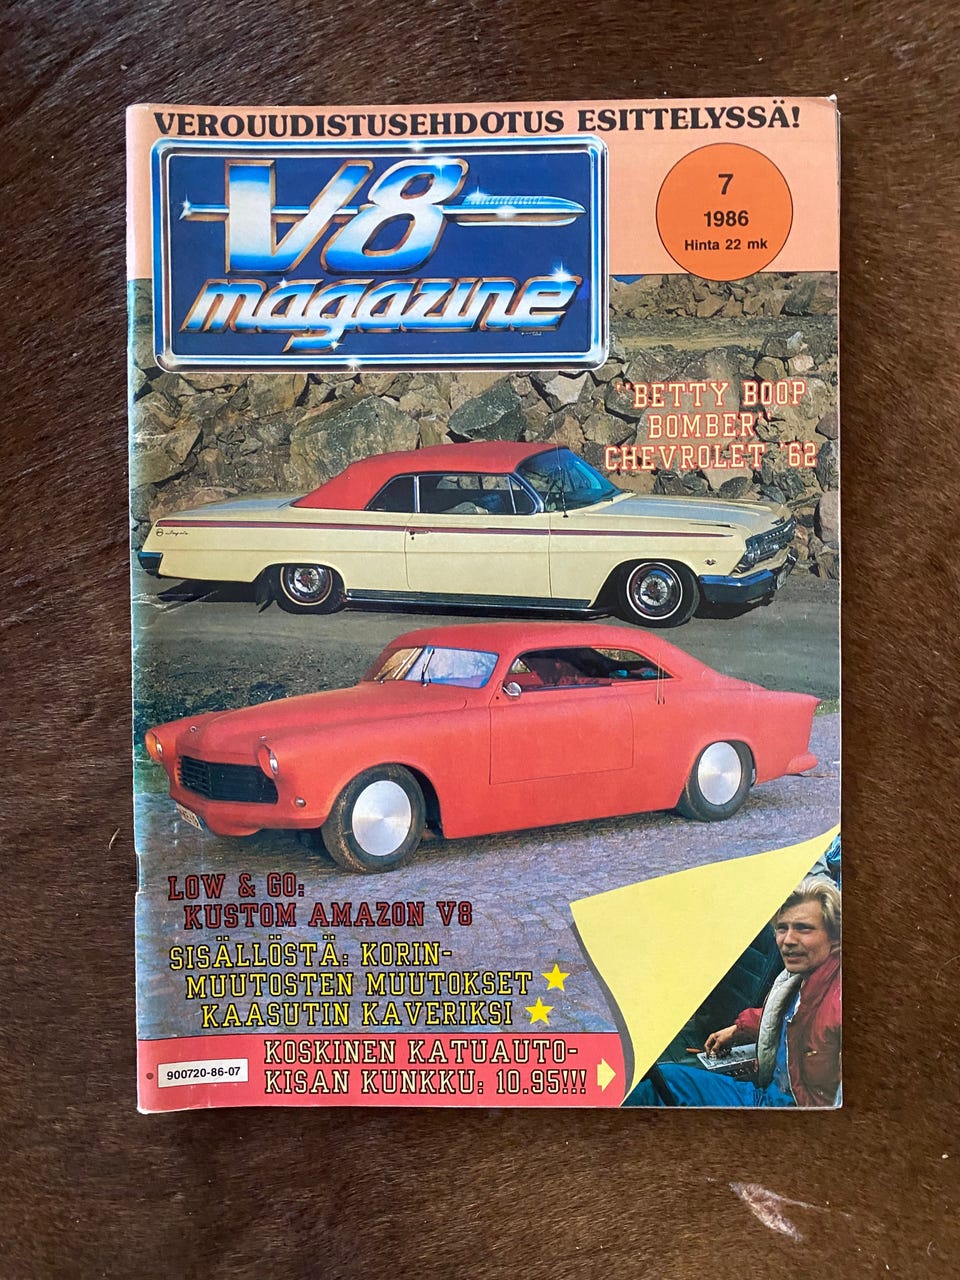 VEROUUDISTUSEHDOTUS ESITTELYSSÄ!
V8
magazine
7
1986
Hinta 22 mk
"BETTY BOOP
BOMBER"
CHEVROLET '62
Impala
LOW & GO:
KUSTOM AMAZON V8
SISÄLLÖSTÄ: KORIN-
MUUTOSTEN MUUTOKSET
KAASUTIN KAVERIKSI
KOSKINEN KATUAUTO-
KISAN KUNKKU: 10.95!!!
900720-86-07